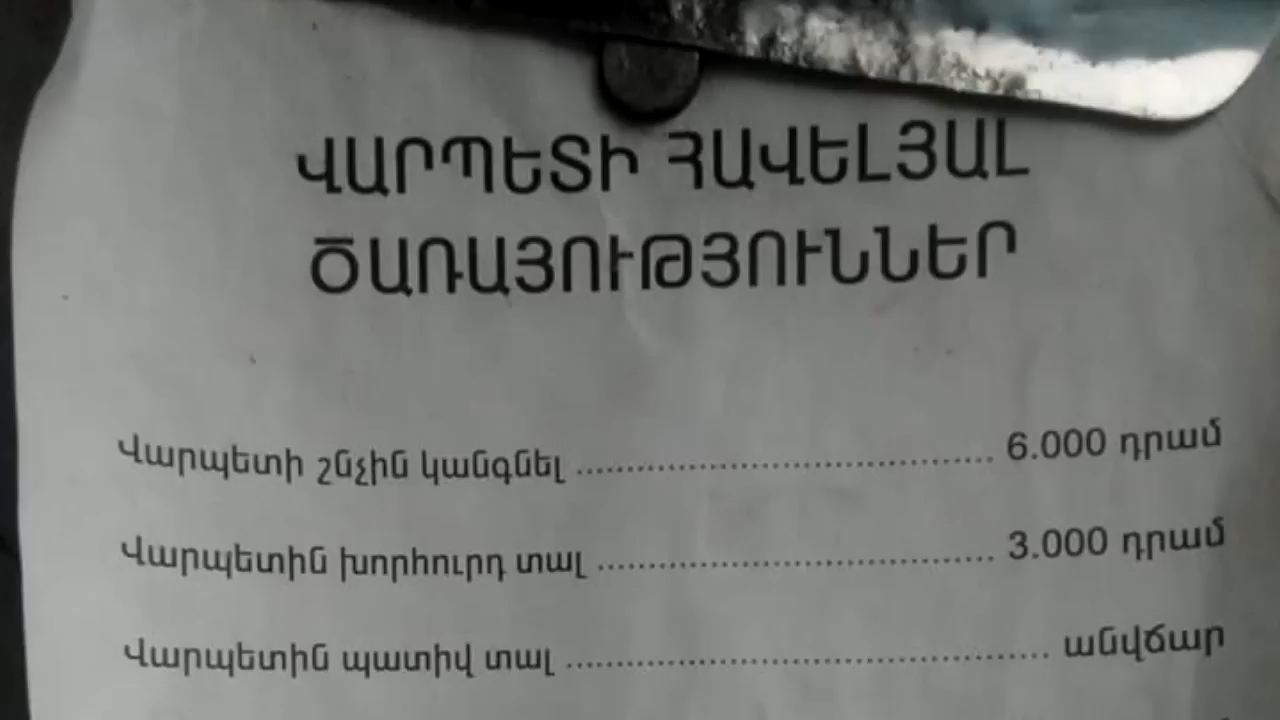 ՎԱՐՊԵՏԻ ՀԱՎԵԼՅԱԼ
ԾԱՌԱՅՈՒԹՅՈՒՆՆԵՐ
Վարպետի շնչին կանգնել ........................................ 6.000 դրամ
Վարպետին խորհուրդ տալ ...................................... 3.000 դրամ
Վարպետին պատիվ տալ .............................................. անվճար